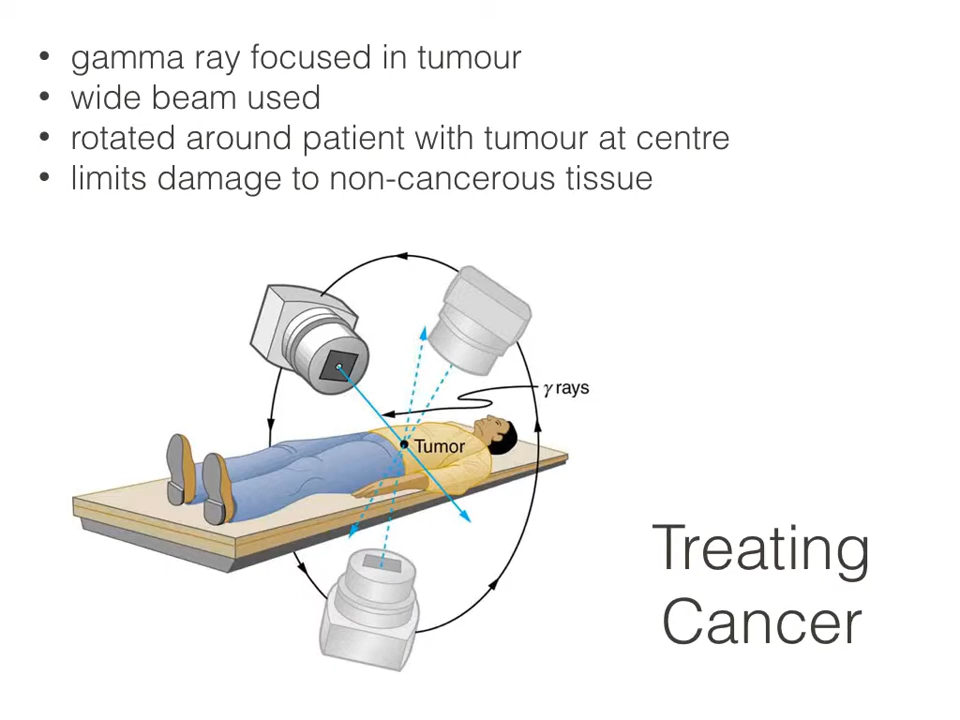 • gamma ray focused in tumour
• wide beam used
• rotated around patient with tumour at centre
• limits damage to non-cancerous tissue
γ rays
Tumor
Treating
Cancer